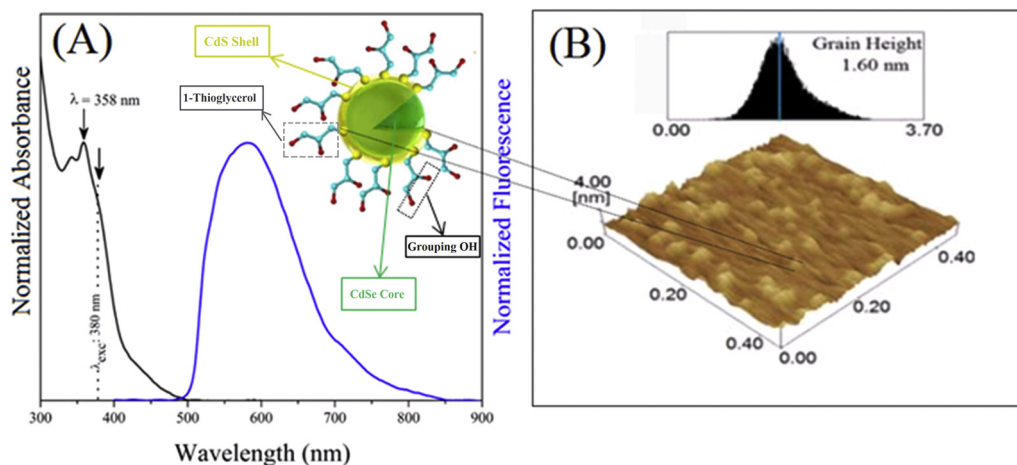 (A)
CdS Shell
λ = 358 nm
1-Thioglycerol
Grouping OH
CdSe Core
λexc: 380 nm
Normalized Absorbance
Normalized Fluorescence
300 400 500 600 700 800 900
Wavelength (nm)
(B)
Grain Height
1.60 nm
0.00 3.70
4.00
[nm]
0.00
0.20
0.40
0.00
0.20
0.40